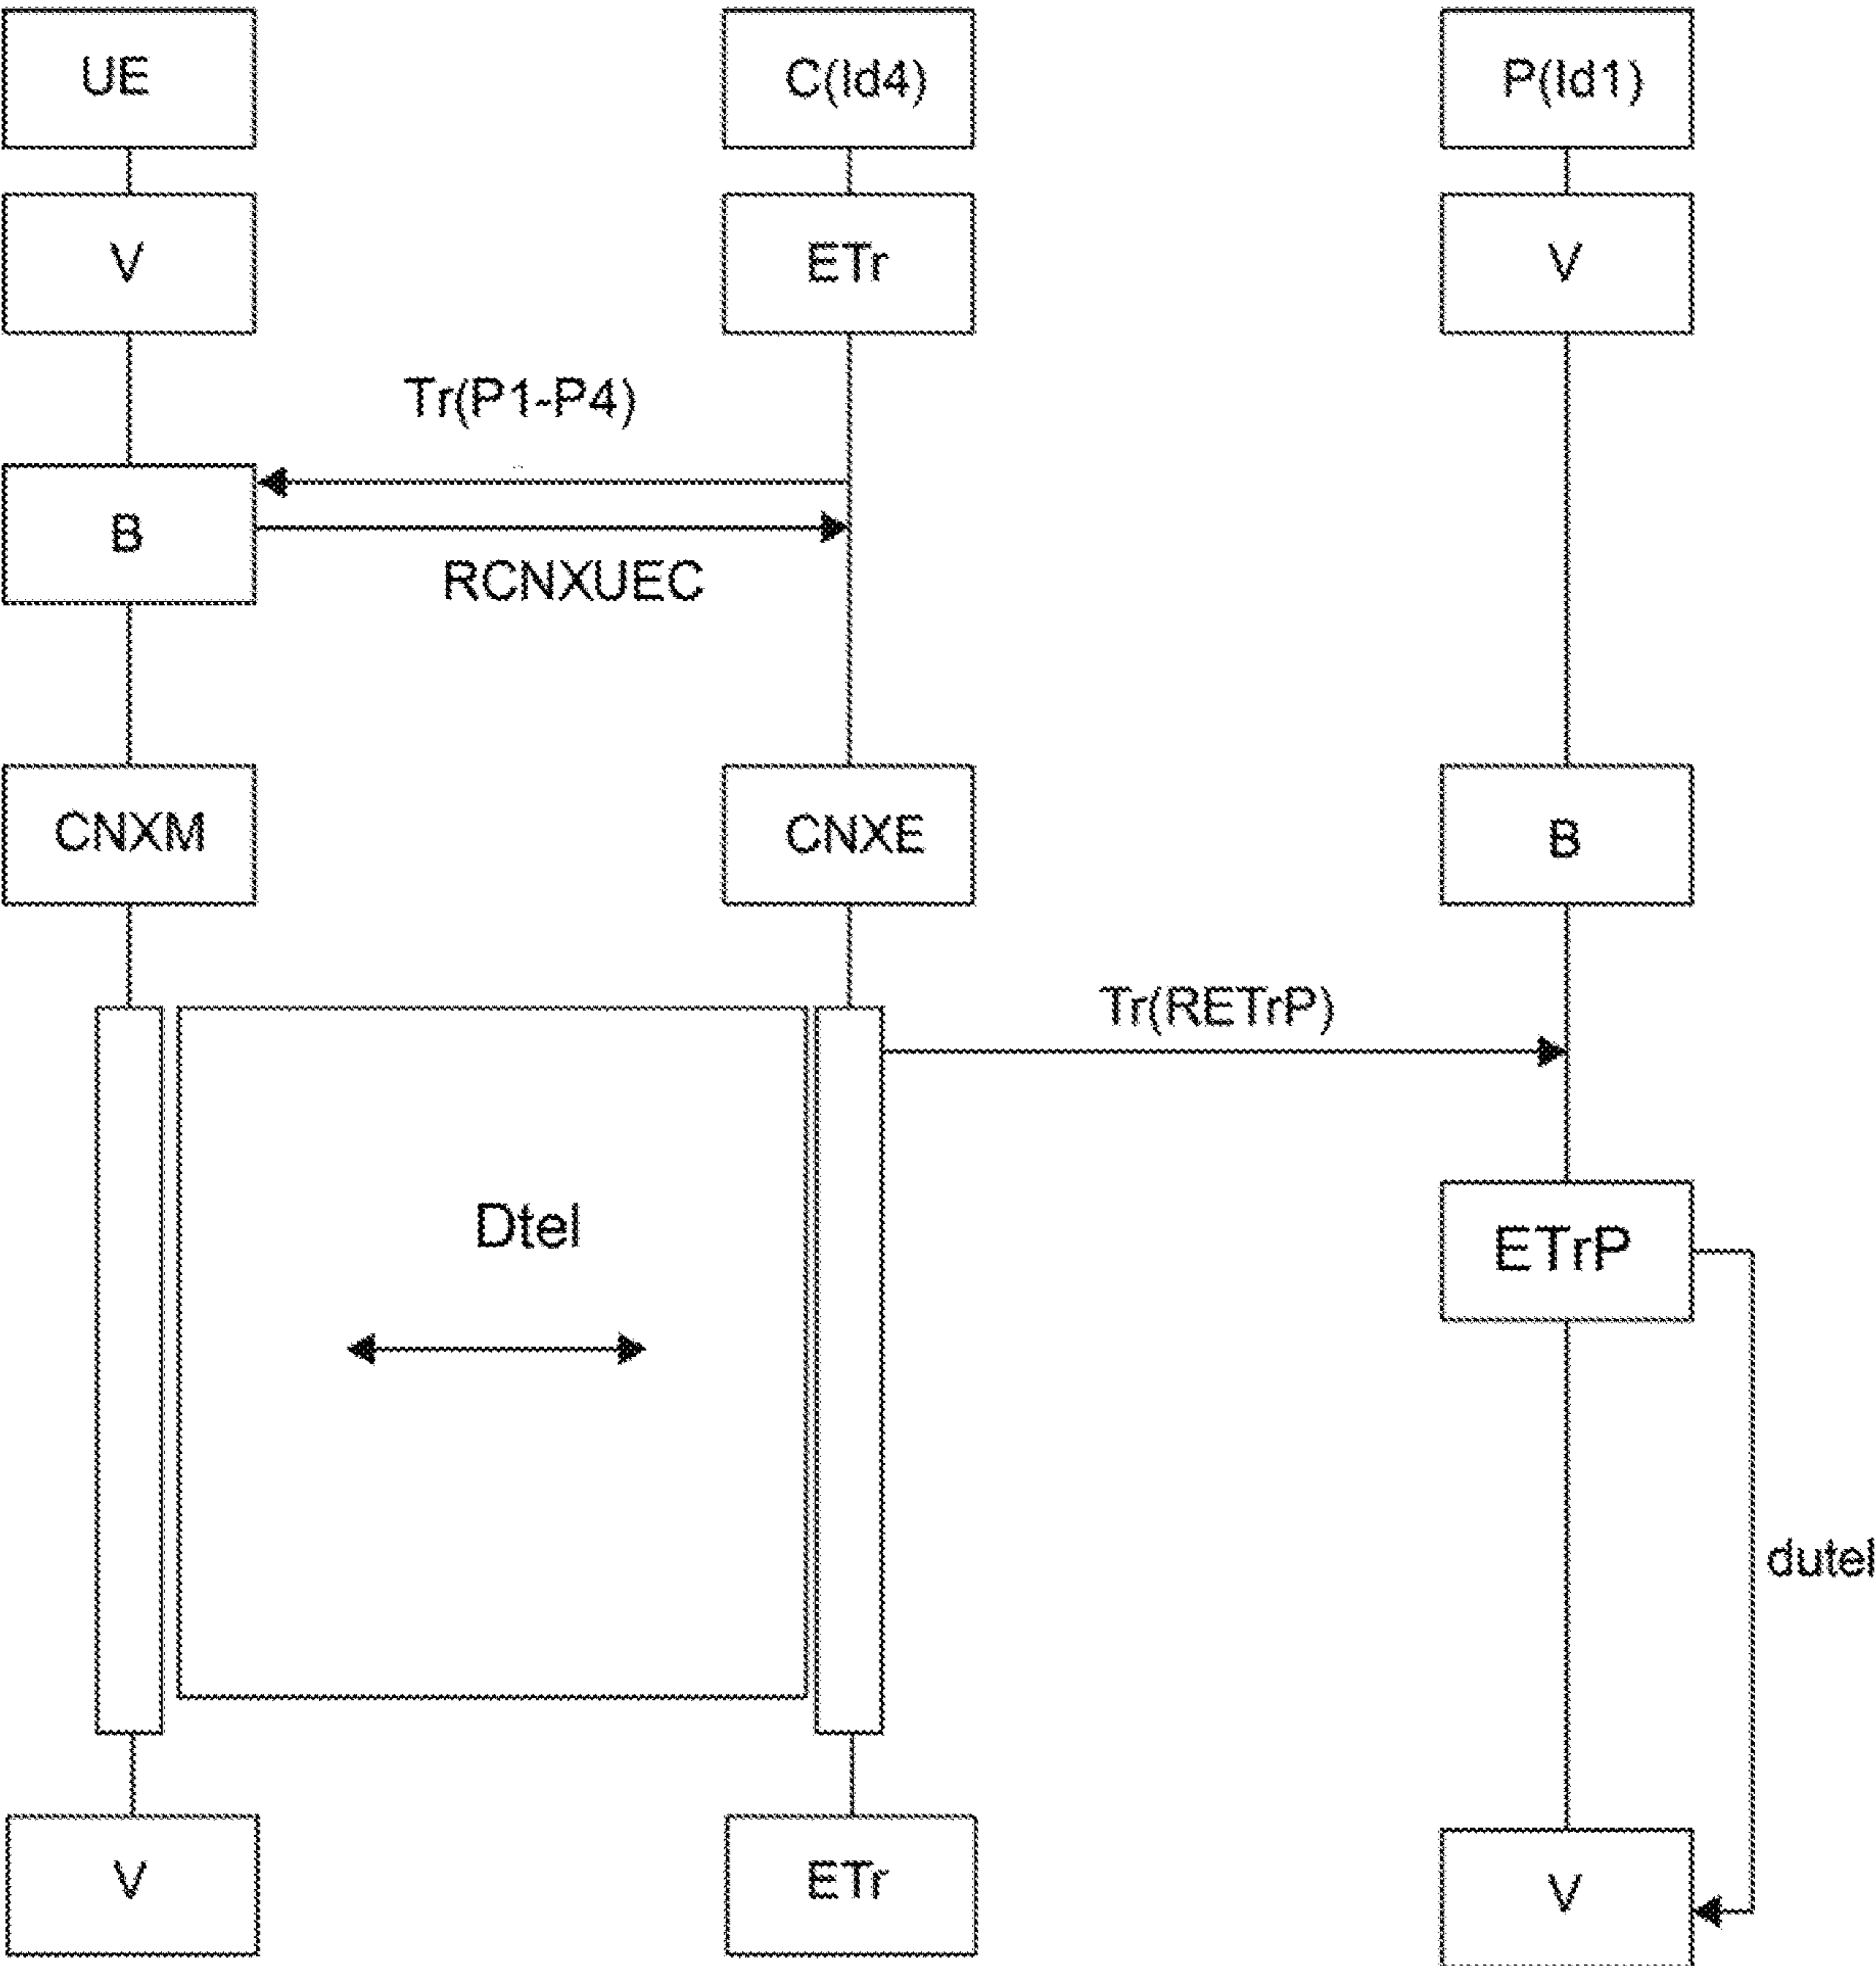 UE
C(Id4)
P(Id1)
V
ETr
V
Tr(P1-P4)
B
RCNXUEC
CNXM
CNXE
B
Tr(RETrP)
Dtel
ETrP
dutel
V
ETr
V